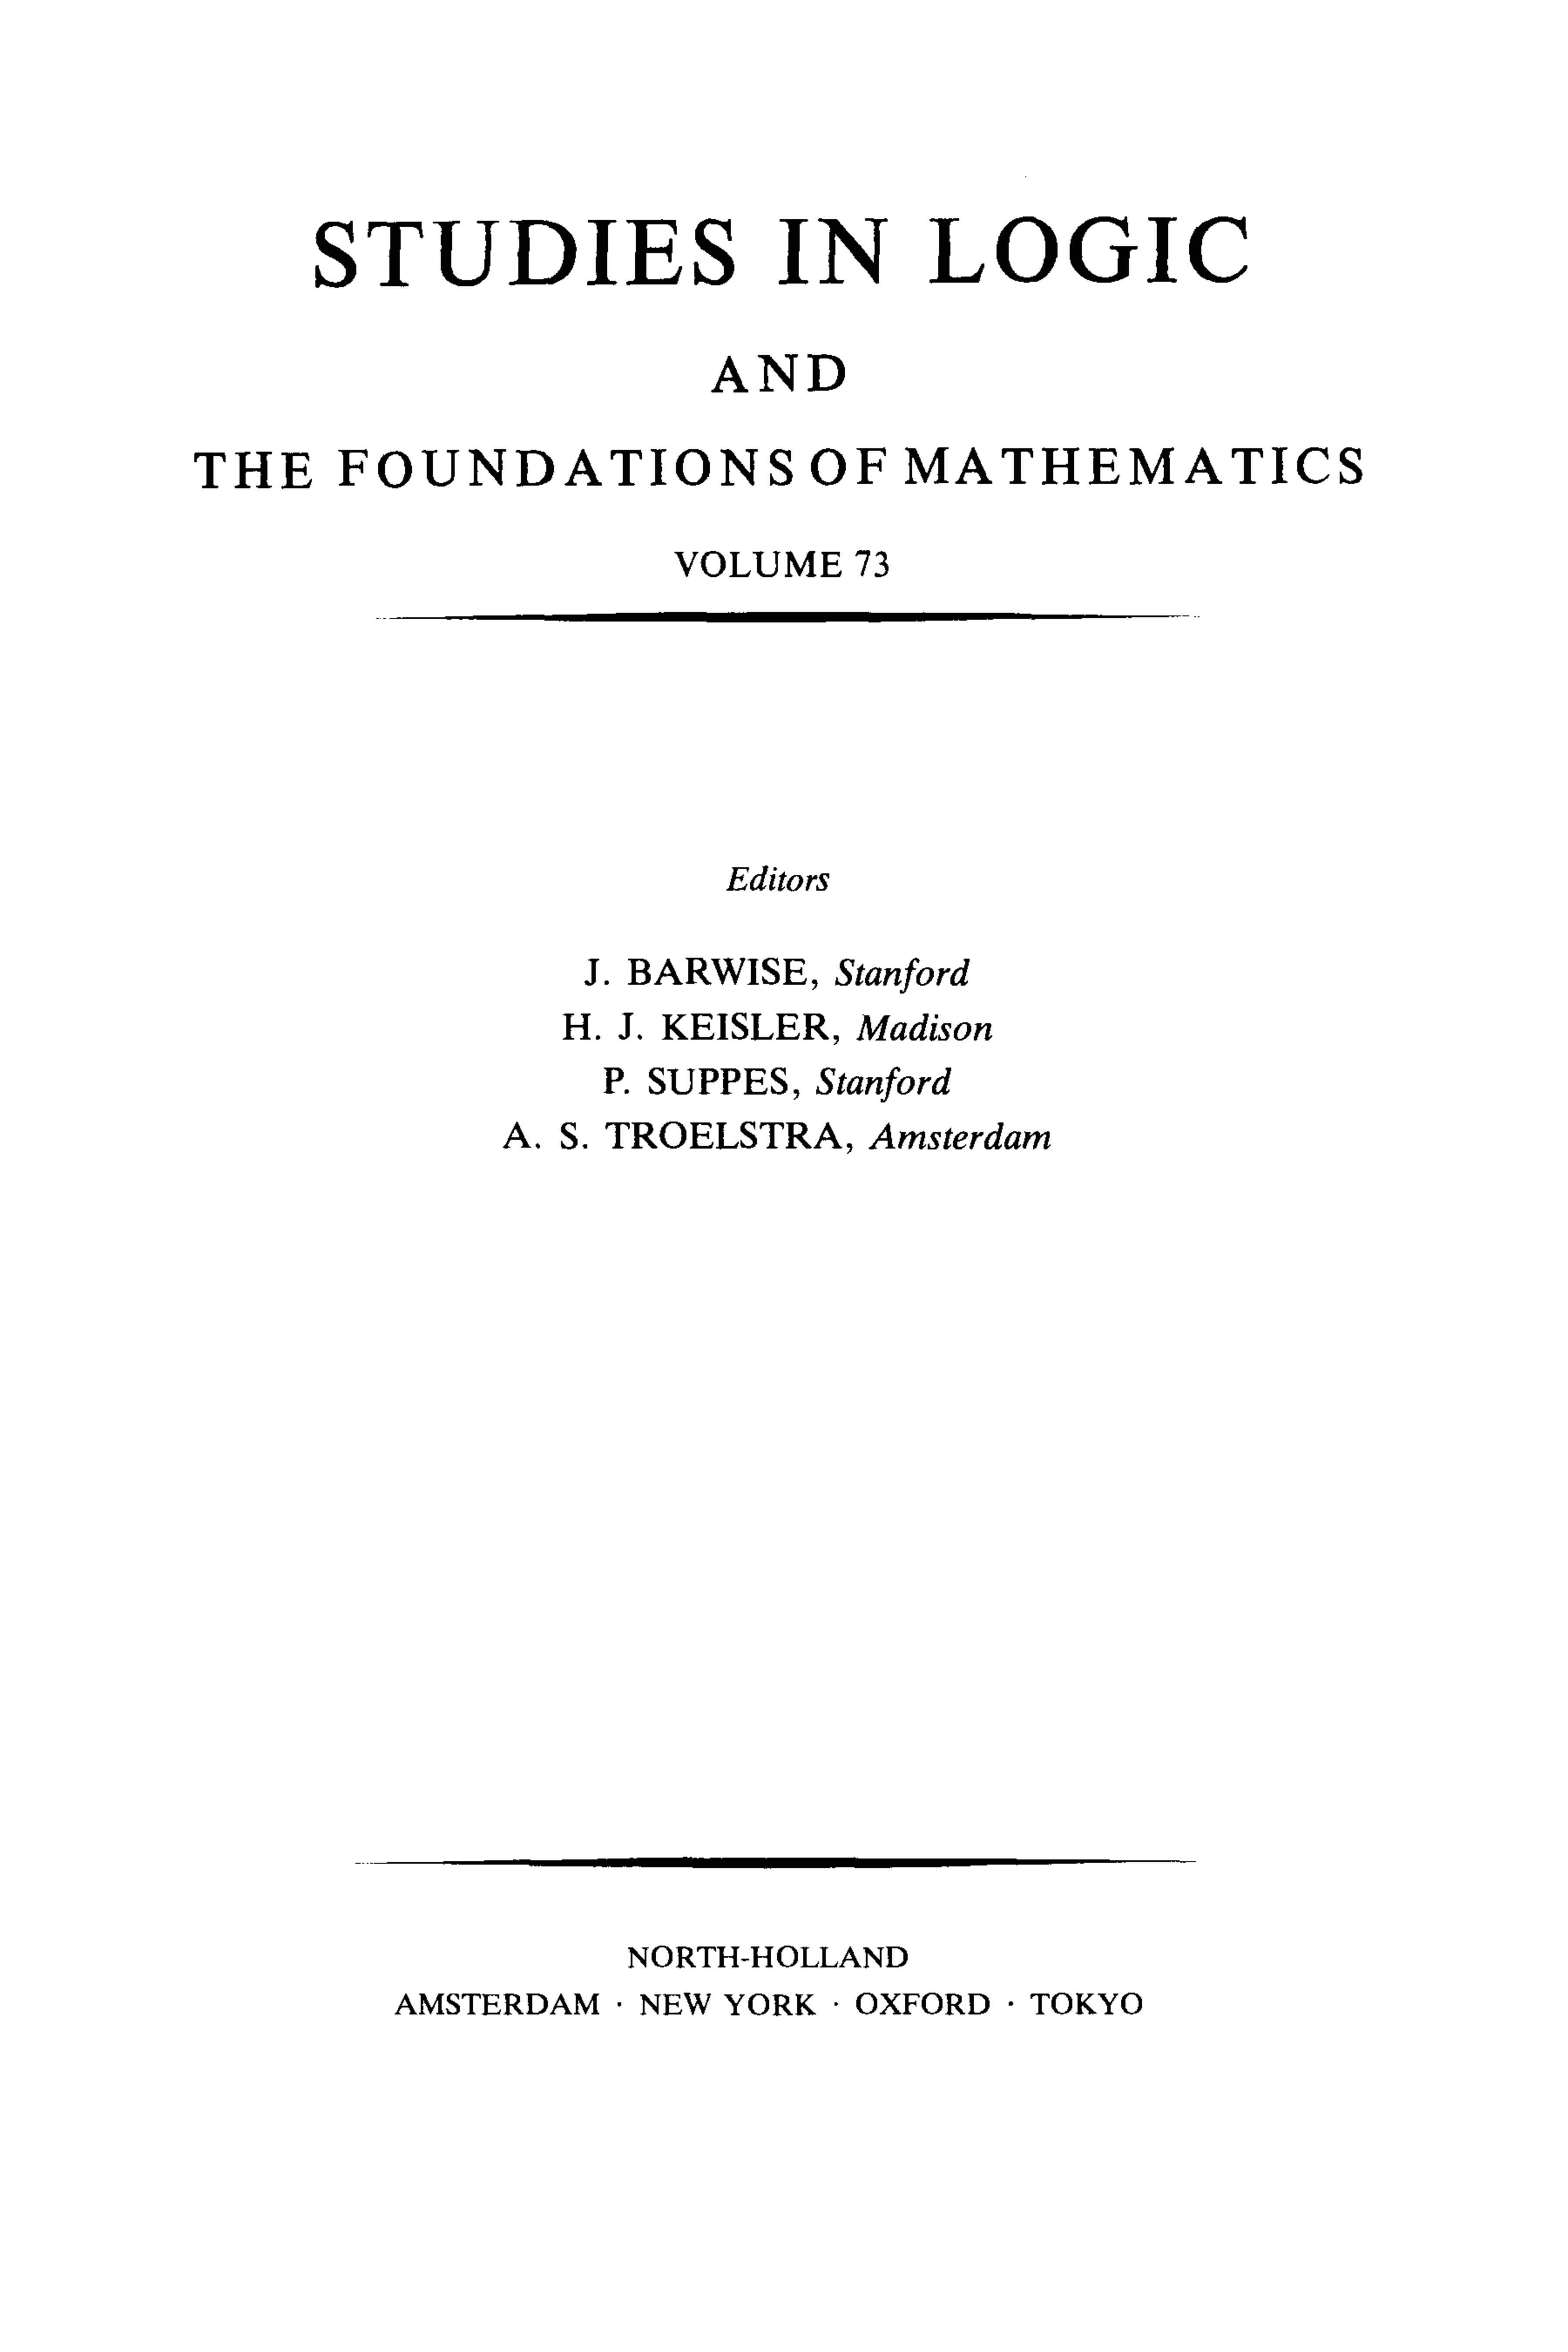 STUDIES IN LOGIC
AND
THE FOUNDATIONS OF MATHEMATICS
VOLUME 73
Editors
J. BARWISE, Stanford
H. J. KEISLER, Madison
P. SUPPES, Stanford
A. S. TROELSTRA, Amsterdam
NORTH-HOLLAND
AMSTERDAM · NEW YORK · OXFORD · TOKYO